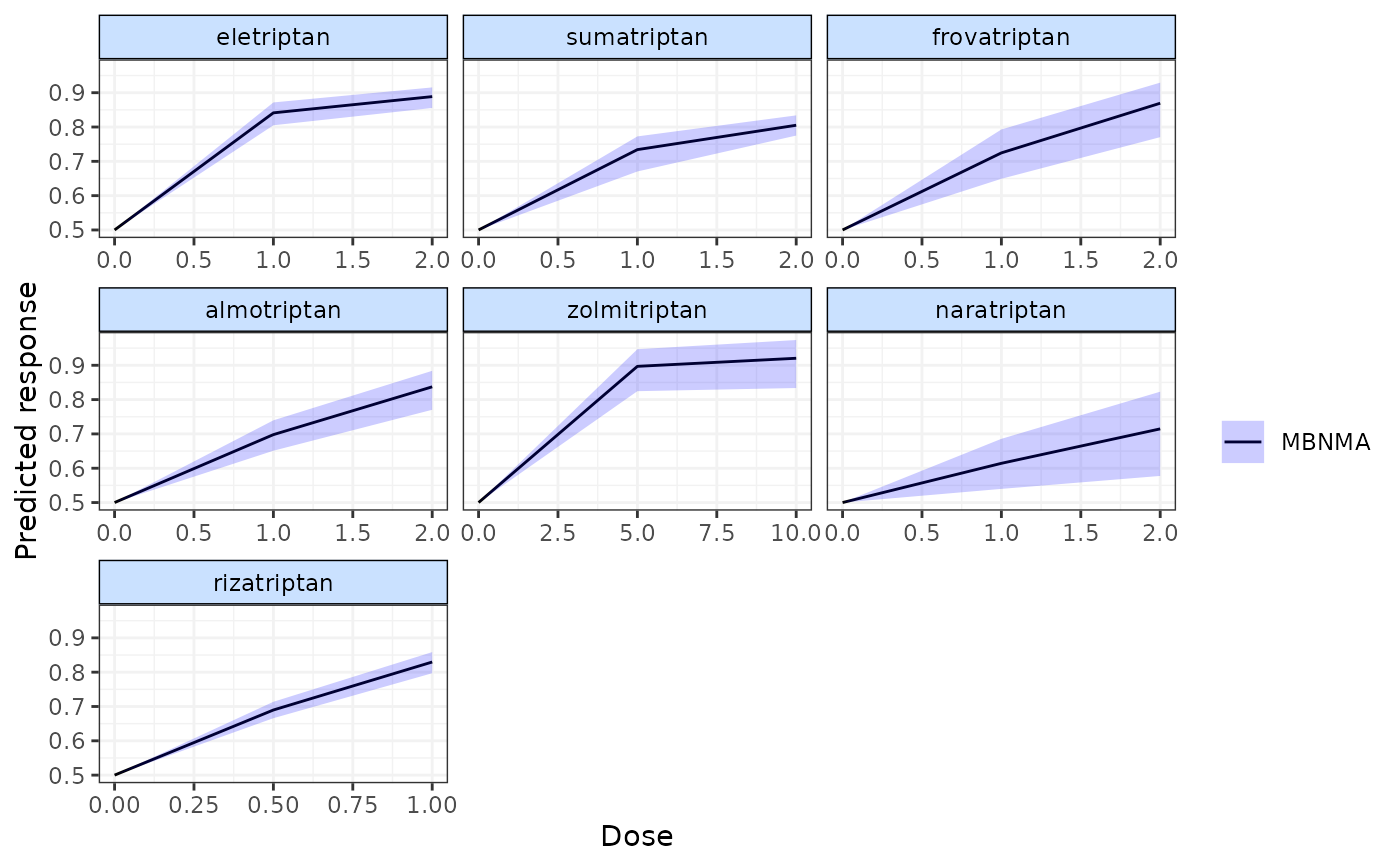 eletriptan sumatriptan frovatriptan
0.9
0.8
0.7
0.6
0.5
0.0 0.5 1.0 1.5 2.0 0.0 0.5 1.0 1.5 2.0 0.0 0.5 1.0 1.5 2.0
almotriptan zolmitriptan naratriptan
0.9
0.8
0.7
0.6
0.5
0.0 0.5 1.0 1.5 2.0 0.0 2.5 5.0 7.5 10.0 0.0 0.5 1.0 1.5 2.0
rizatriptan
0.9
0.8
0.7
0.6
0.5
0.00 0.25 0.50 0.75 1.00
Dose
Predicted response
MBNMA